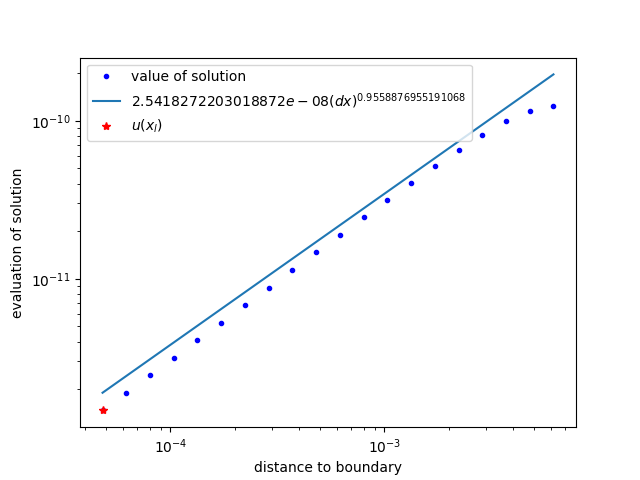 value of solution
2.5418272203018872e − 08(dx)^0.9558876955191068
u(x_l)
10^−10
10^−11
evaluation of solution
10^−4
10^−3
distance to boundary